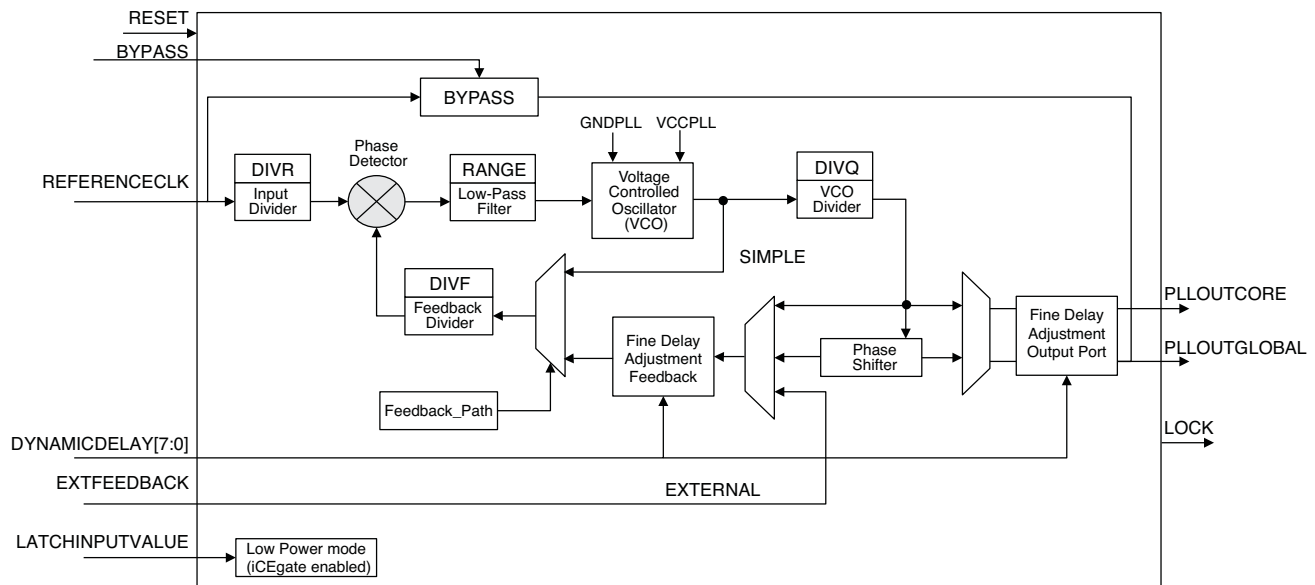 RESET
BYPASS
BYPASS
GNDPLL
VCCPLL
Phase
Detector
DIVR
RANGE
Voltage
Controlled
Oscillator
(VCO)
DIVQ
REFERENCECLK
Input
Divider
Low-Pass
Filter
VCO
Divider
SIMPLE
DIVF
Feedback
Divider
PLLOUTCORE
Fine Delay
Adjustment
Feedback
Phase
Shifter
Fine Delay
Adjustment
Output Port
PLLOUTGLOBAL
Feedback_Path
LOCK
DYNAMICDELAY[7:0]
EXTFEEDBACK
EXTERNAL
LATCHINPUTVALUE
Low Power mode
(iCEgate enabled)